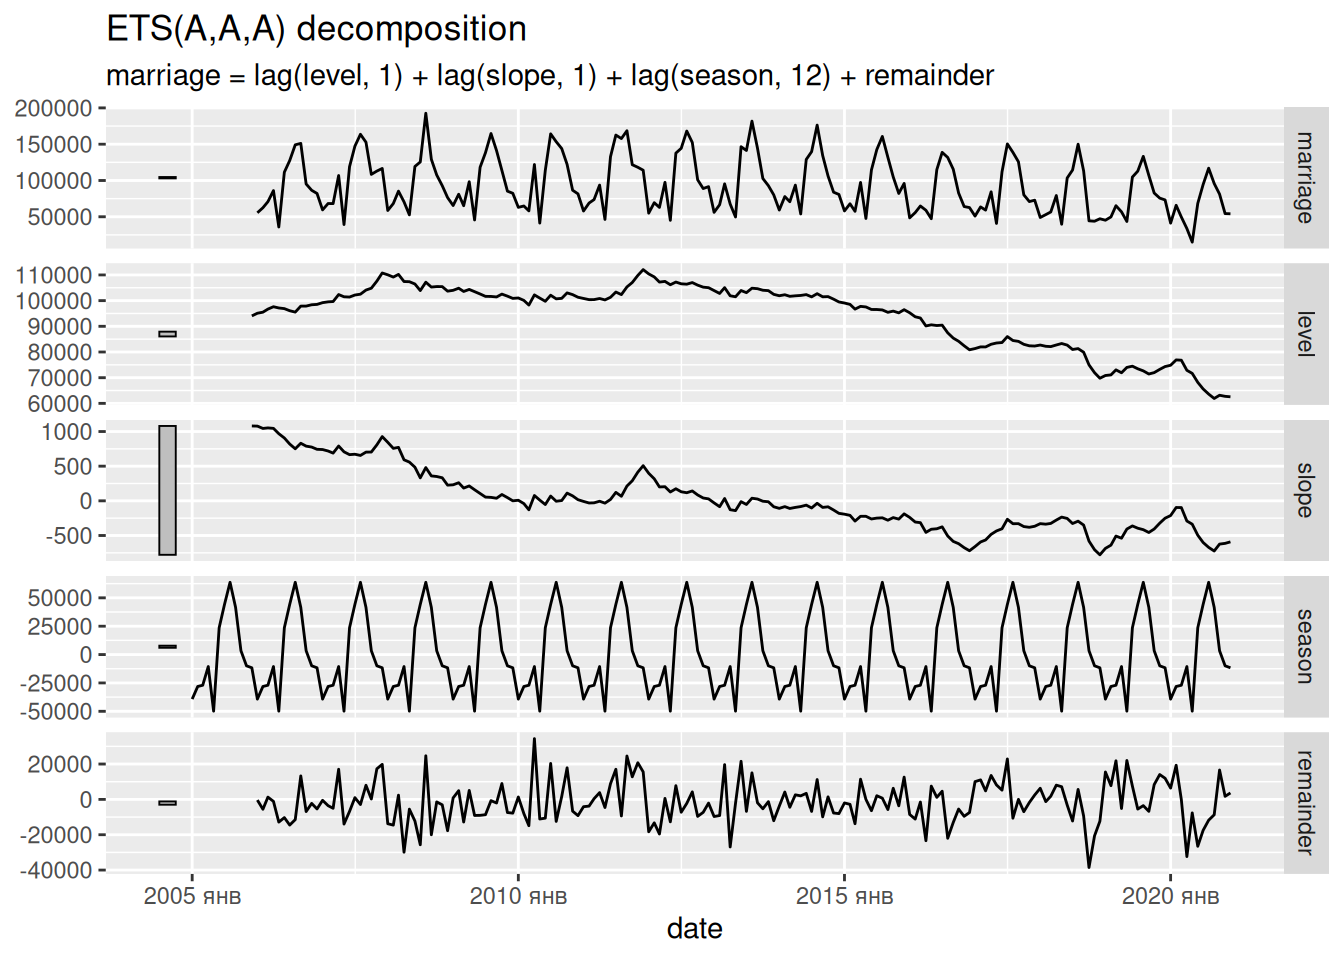 ETS(A,A,A) decomposition
marriage = lag(level, 1) + lag(slope, 1) + lag(season, 12) + remainder
200000
150000
100000
50000
marriage
110000
100000
90000
80000
70000
60000
level
1000
500
0
-500
slope
50000
25000
0
-25000
-50000
season
20000
0
-20000
-40000
remainder
2005 янв 2010 янв 2015 янв 2020 янв
date